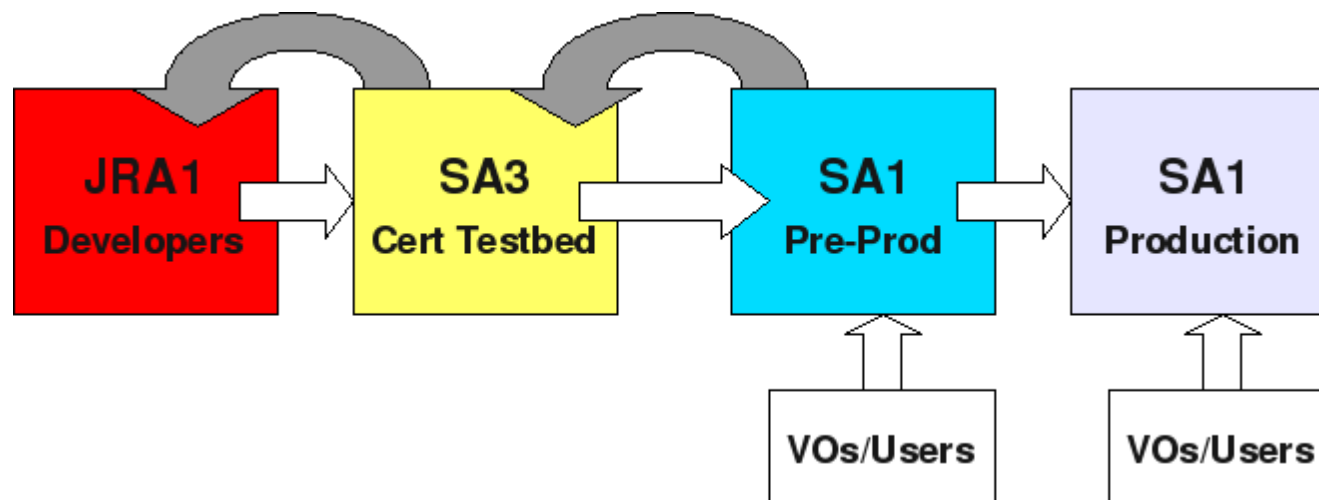 JRA1
Developers
SA3
Cert Testbed
SA1
Pre-Prod
SA1
Production
VOs/Users
VOs/Users